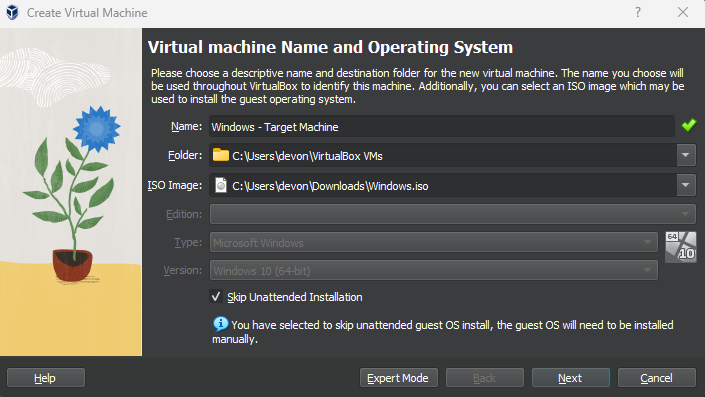 Create Virtual Machine
?
Virtual machine Name and Operating System
Please choose a descriptive name and destination folder for the new virtual machine. The name you choose will
be used throughout VirtualBox to identify this machine. Additionally, you can select an ISO image which may be
used to install the guest operating system.
Name: Windows - Target Machine
Folder: C:\Users\devon\VirtualBox VMs
ISO Image: C:\Users\devon\Downloads\Windows.iso
Edition:
Type: Microsoft Windows
64
10
Version: Windows 10 (64-bit)
Skip Unattended Installation
You have selected to skip unattended guest OS install, the guest OS will need to be installed
manually.
Help Expert Mode Back Next Cancel